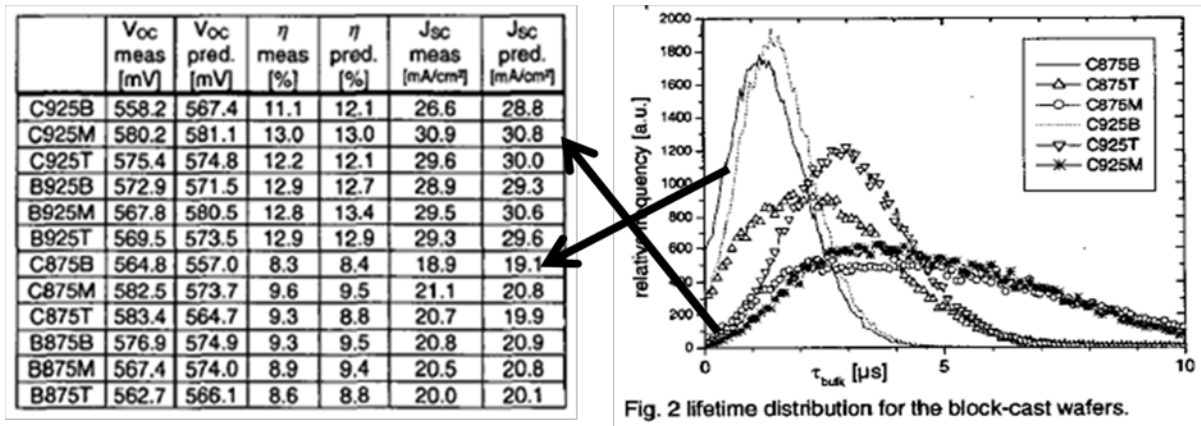 Voc Voc η η Jsc Jsc
meas pred. meas pred. meas pred.
[mV] [mV] [%] [%] [mA/cm²] [mA/cm²]
C925B 558.2 567.4 11.1 12.1 26.6 28.8
C925M 580.2 581.1 13.0 13.0 30.9 30.8
C925T 575.4 574.8 12.2 12.1 29.6 30.0
B925B 572.9 571.5 12.9 12.7 28.9 29.3
B925M 567.8 580.5 12.8 13.4 29.5 30.6
B925T 569.5 573.5 12.9 12.9 29.3 29.6
C875B 564.8 557.0 8.3 8.4 18.9 19.1
C875M 582.5 573.7 9.6 9.5 21.1 20.8
C875T 583.4 564.7 9.3 8.8 20.7 19.9
B875B 576.9 574.9 9.3 9.5 20.8 20.9
B875M 567.4 574.0 8.9 9.4 20.5 20.8
B875T 562.7 566.1 8.6 8.8 20.0 20.1
2000
1800
1600
1400
1200
1000
800
600
400
200
0
relative frequency [a.u.]
C875B
C875T
C875M
C925B
C925T
C925M
0 5 10
τbulk [µs]
Fig. 2 lifetime distribution for the block-cast wafers.